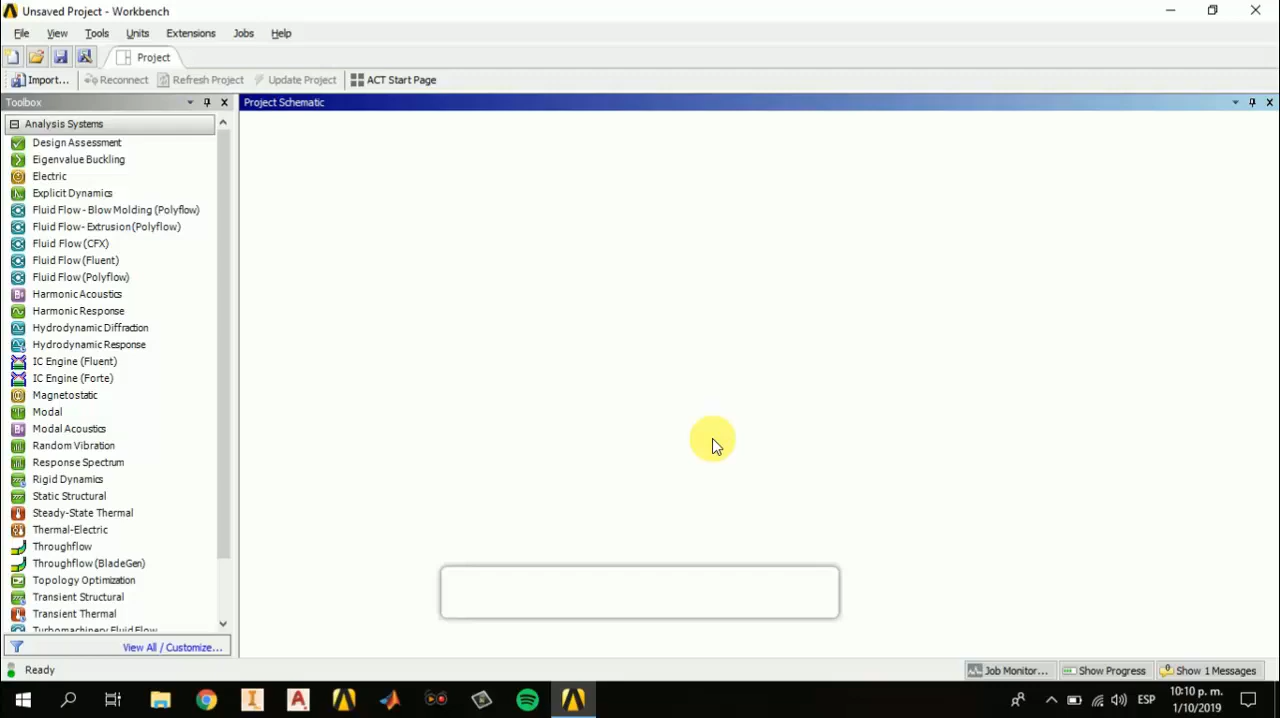 Unsaved Project - Workbench
File View Tools Units Extensions Jobs Help
Project
Import... Reconnect Refresh Project Update Project ACT Start Page
Toolbox
Project Schematic
Analysis Systems
Design Assessment
Eigenvalue Buckling
Electric
Explicit Dynamics
Fluid Flow - Blow Molding (Polyflow)
Fluid Flow- Extrusion (Polyflow)
Fluid Flow (CFX)
Fluid Flow (Fluent)
Fluid Flow (Polyflow)
Harmonic Acoustics
Harmonic Response
Hydrodynamic Diffraction
Hydrodynamic Response
IC Engine (Fluent)
IC Engine (Forte)
Magnetostatic
Modal
Modal Acoustics
Random Vibration
Response Spectrum
Rigid Dynamics
Static Structural
Steady-State Thermal
Thermal-Electric
Throughflow
Throughflow (BladeGen)
Topology Optimization
Transient Structural
Transient Thermal
Turbomachinery Fluid Flow
View All / Customize...
Ready
Job Monitor... Show Progress Show 1 Messages
ESP
10:10 p. m.
1/10/2019